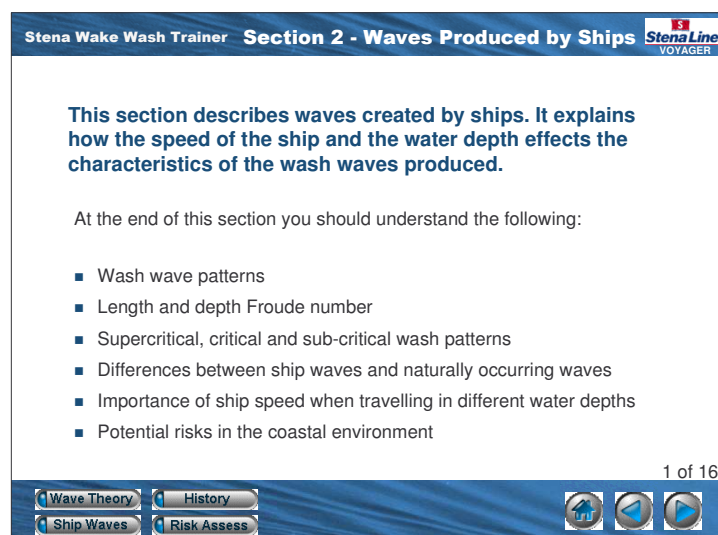 Stena Wake Wash Trainer Section 2 - Waves Produced by Ships
S
Stena Line
VOYAGER
This section describes waves created by ships. It explains
how the speed of the ship and the water depth effects the
characteristics of the wash waves produced.
At the end of this section you should understand the following:
Wash wave patterns
Length and depth Froude number
Supercritical, critical and sub-critical wash patterns
Differences between ship waves and naturally occurring waves
Importance of ship speed when travelling in different water depths
Potential risks in the coastal environment
1 of 16
Wave Theory History
Ship Waves Risk Assess